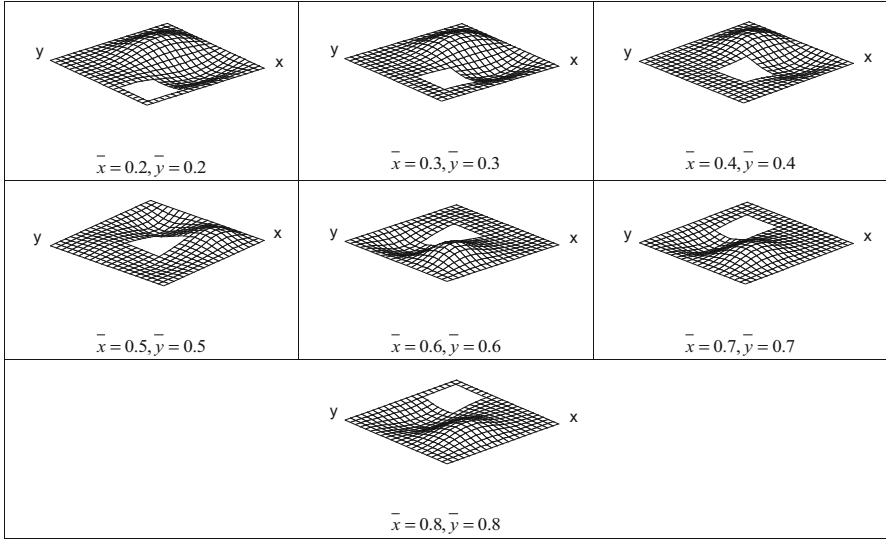 y x
x̄ = 0.2, ȳ = 0.2
y x
x̄ = 0.3, ȳ = 0.3
y x
x̄ = 0.4, ȳ = 0.4
y x
x̄ = 0.5, ȳ = 0.5
y x
x̄ = 0.6, ȳ = 0.6
y x
x̄ = 0.7, ȳ = 0.7
y x
x̄ = 0.8, ȳ = 0.8